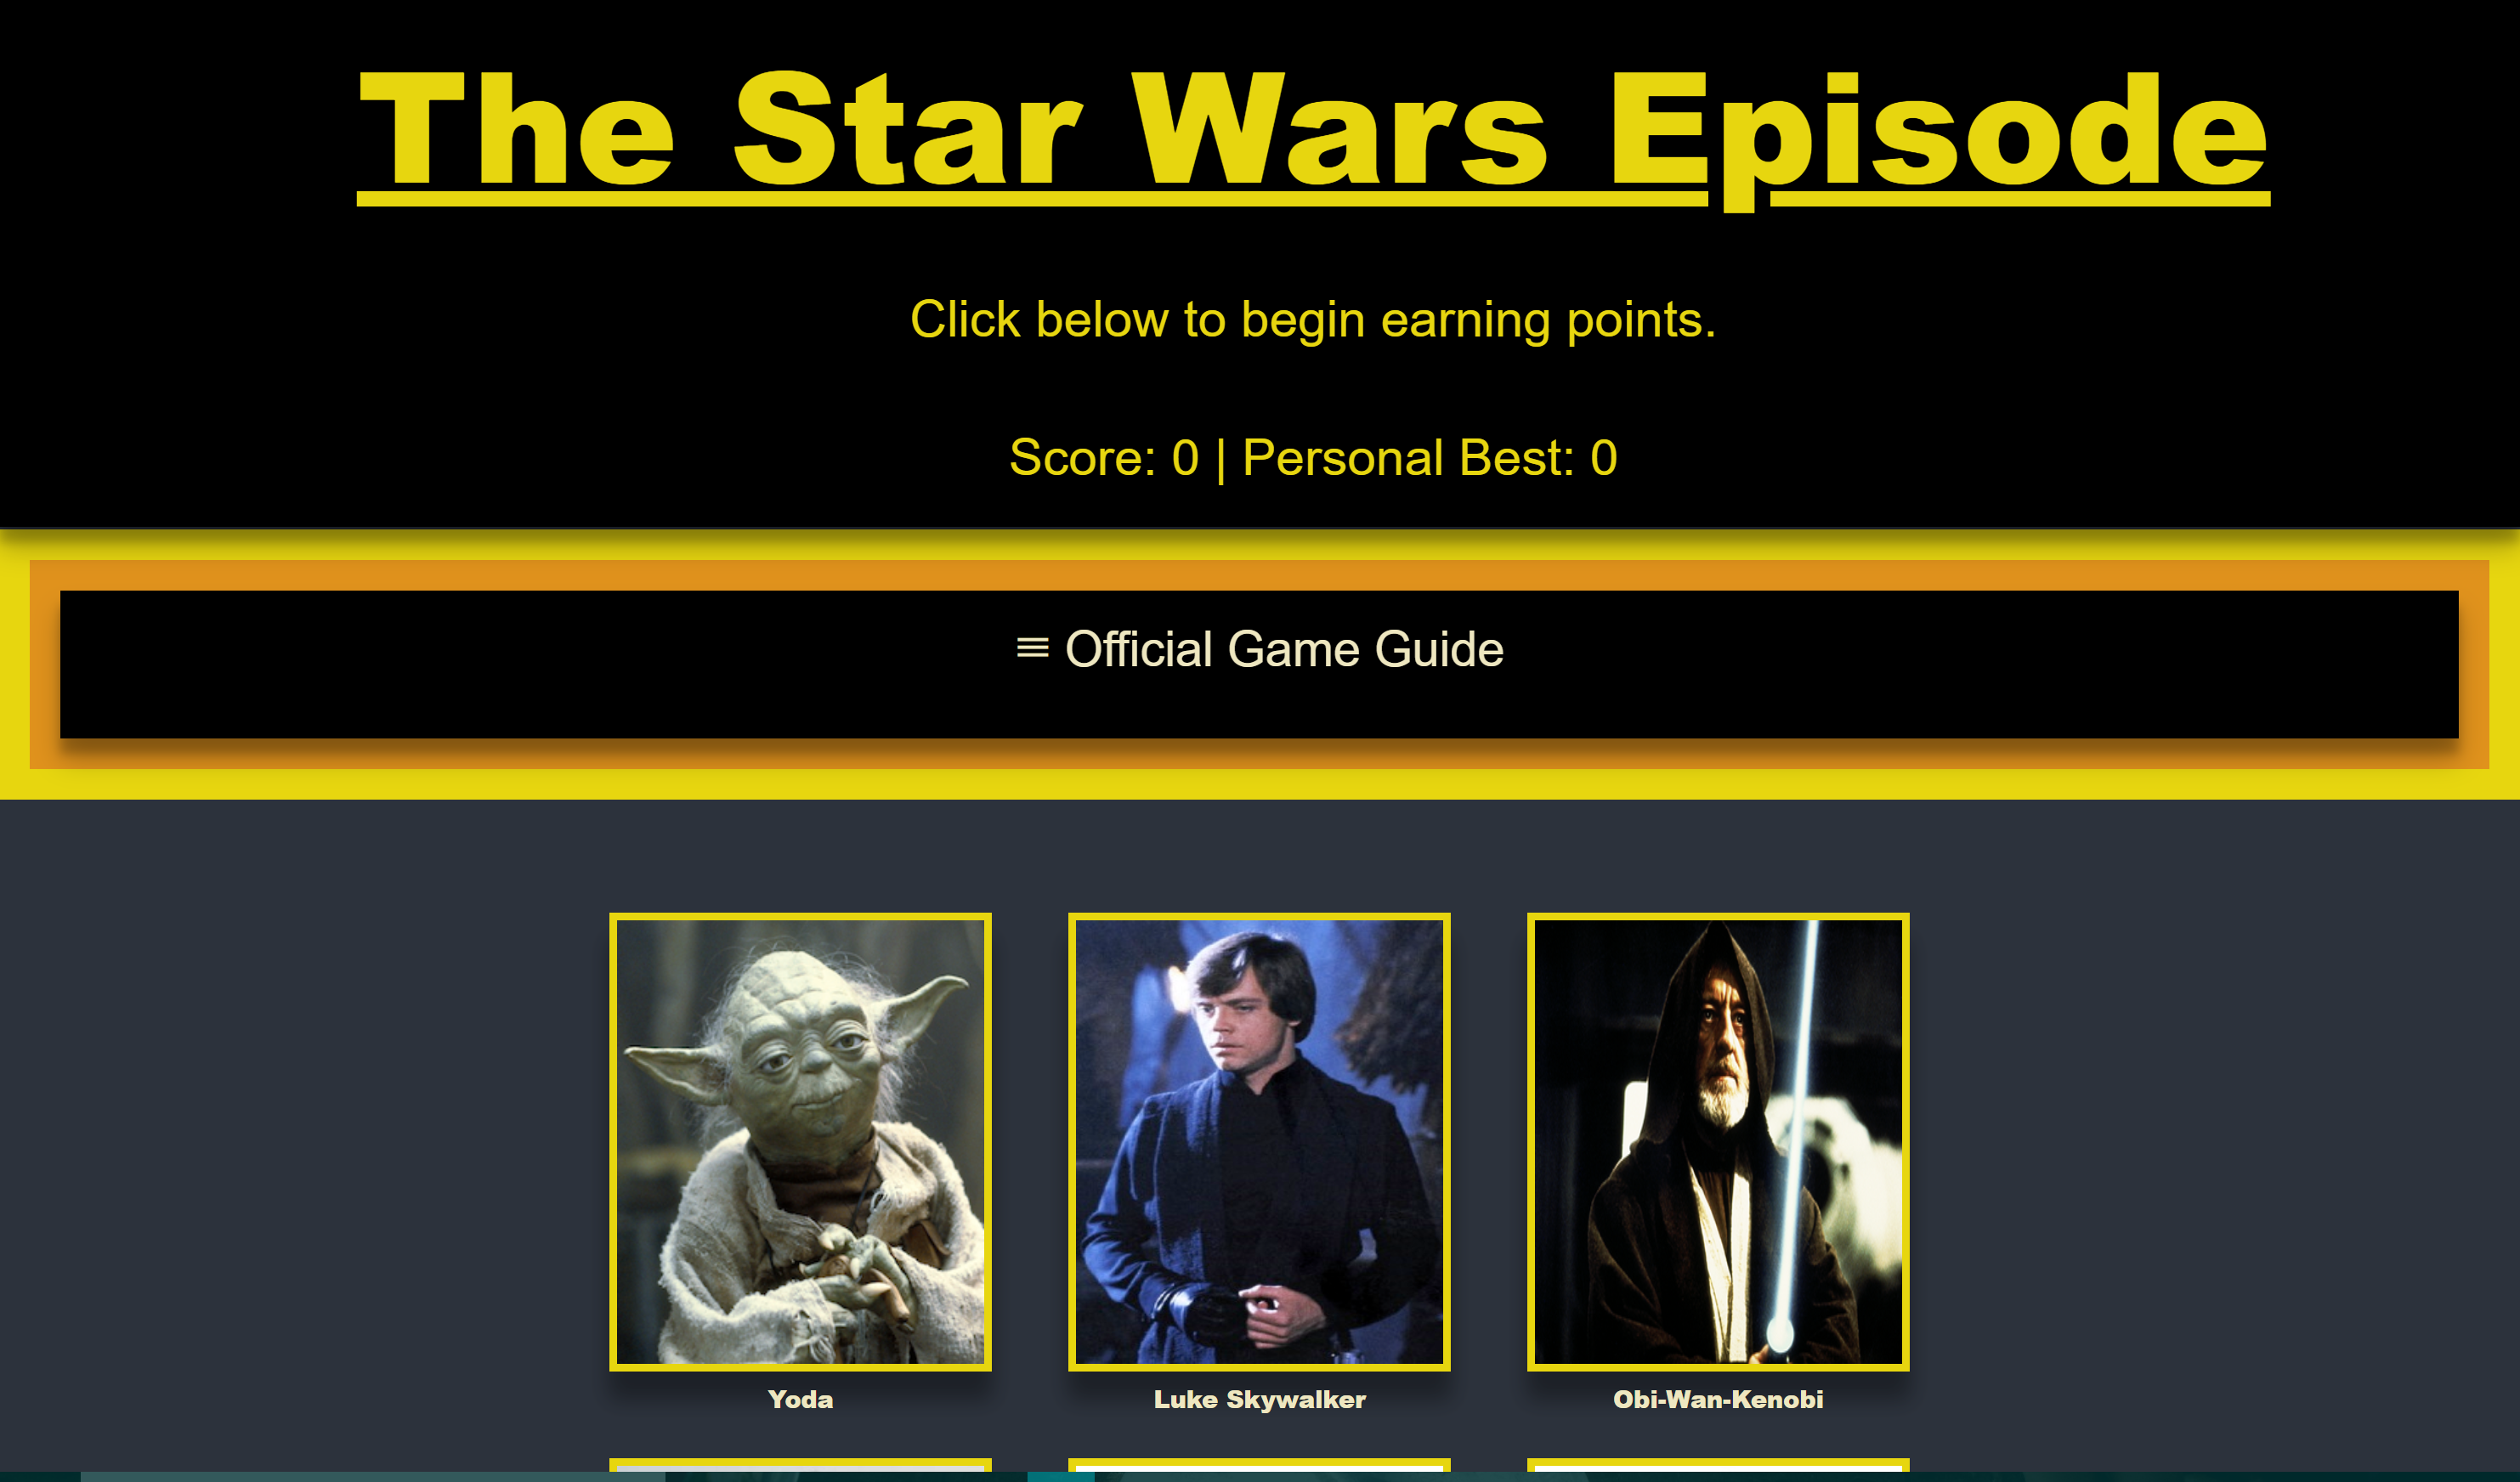 The Star Wars Episode
Click below to begin earning points.
Score: 0 | Personal Best: 0
≡ Official Game Guide
Yoda
Luke Skywalker
Obi-Wan-Kenobi